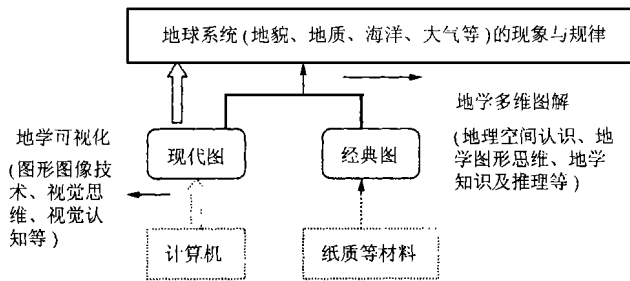 地球系统(地貌、地质、海洋、大气等)的现象与规律
地学多维图解
(地理空间认识、地
学图形思维、地学
知识及推理等)
地学可视化
(图形图像技
术、视觉思
维、视觉认
知等)
现代图
经典图
计算机
纸质等材料